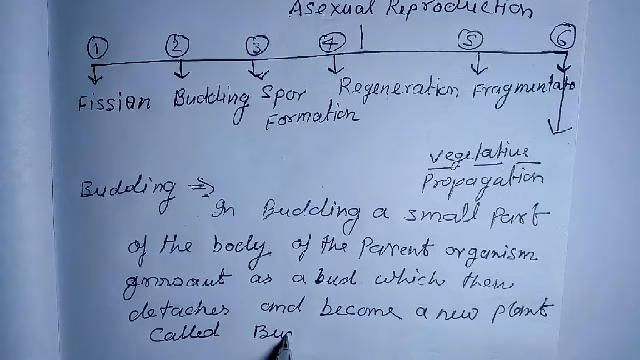 Asexual Reproduction
① ② ③ ④ ⑤ ⑥
Fission Budding Spor Regeneration Fragmentato
Formation
vegetative
Budding ⇒ Propagation
In Budding a small part
of the body of the Parent organism
as a bud which then
detaches and become a new plant
Called Bu